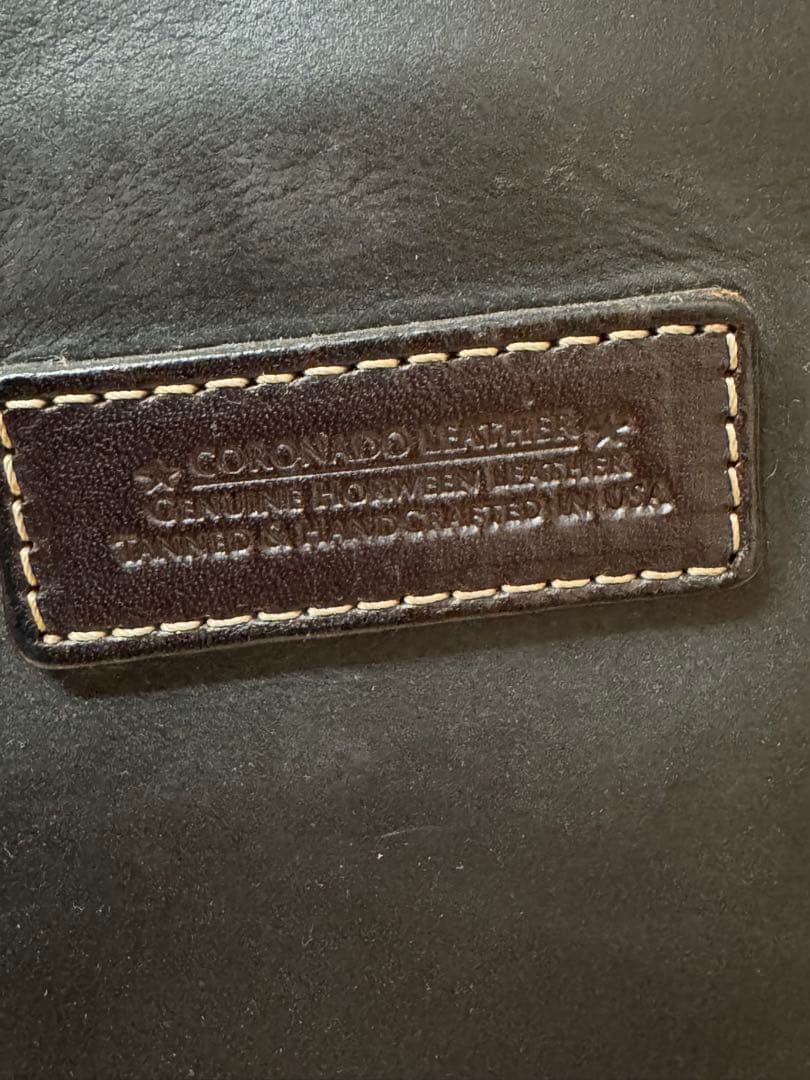 CORONADO LEATHER
GENUINE HORWEEN LEATHER
TANNED & HANDCRAFTED IN USA